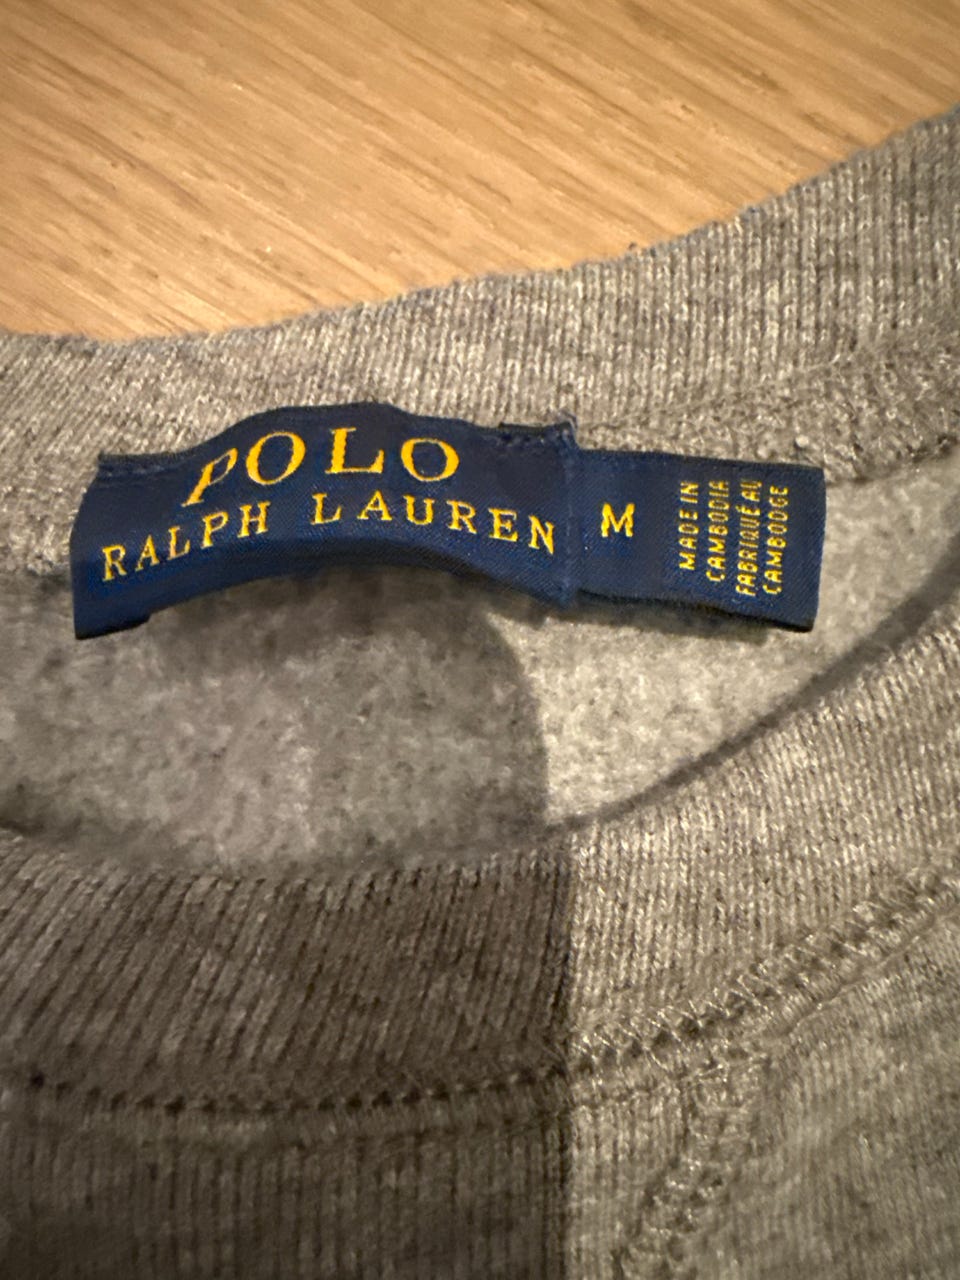 POLO
RALPH LAUREN
M
MADE IN
CAMBODIA
FABRIQUÉ AU
CAMBODGE